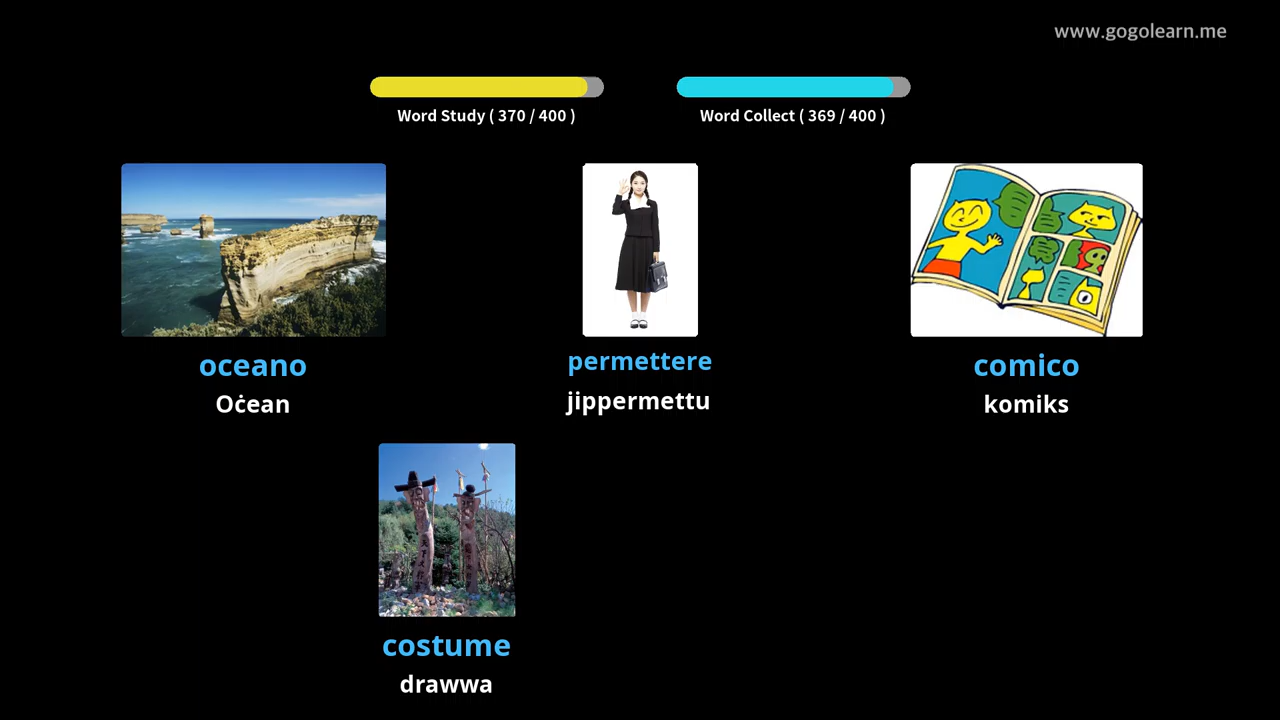 www.gogolearn.me
Word Study ( 370 / 400 )
Word Collect ( 369 / 400 )
oceano
Oċean
permettere
jippermettu
comico
komiks
costume
drawwa